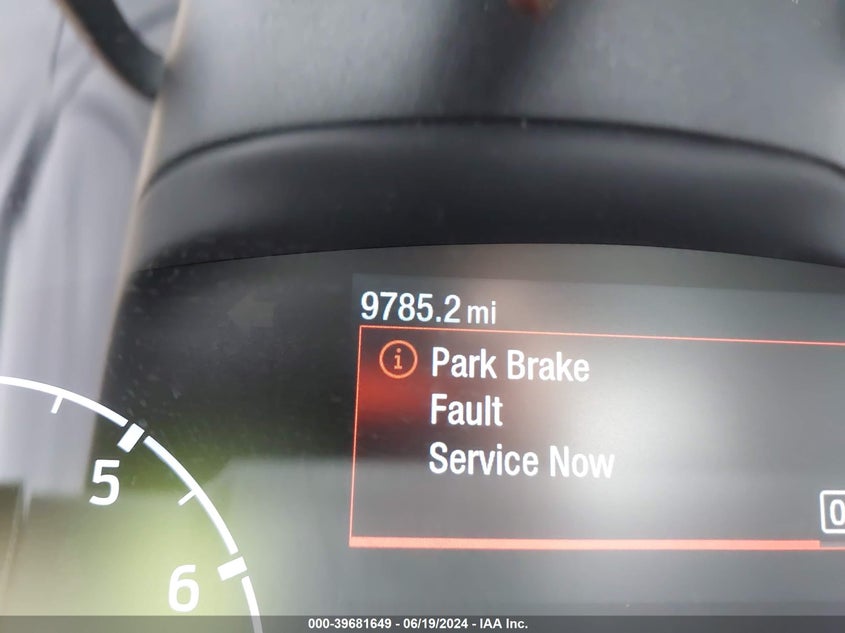 9785.2 mi
Park Brake
Fault
Service Now
5
6
000-39681649 - 06/19/2024 - IAA Inc.